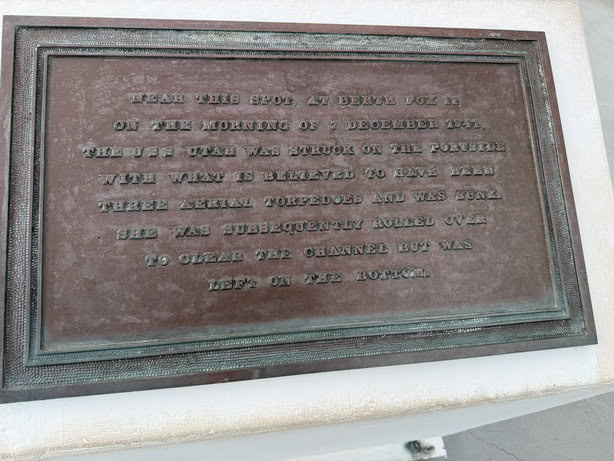 NEAR THIS SPOT, AT BERTH FOX 11,
ON THE MORNING OF 7 DECEMBER 1941,
THE USS UTAH WAS STRUCK ON THE PORTSIDE
WITH WHAT IS BELIEVED TO HAVE BEEN
THREE AERIAL TORPEDOES AND WAS SUNK.
SHE WAS SUBSEQUENTLY ROLLED OVER
TO CLEAR THE CHANNEL BUT WAS
LEFT ON THE BOTTOM.